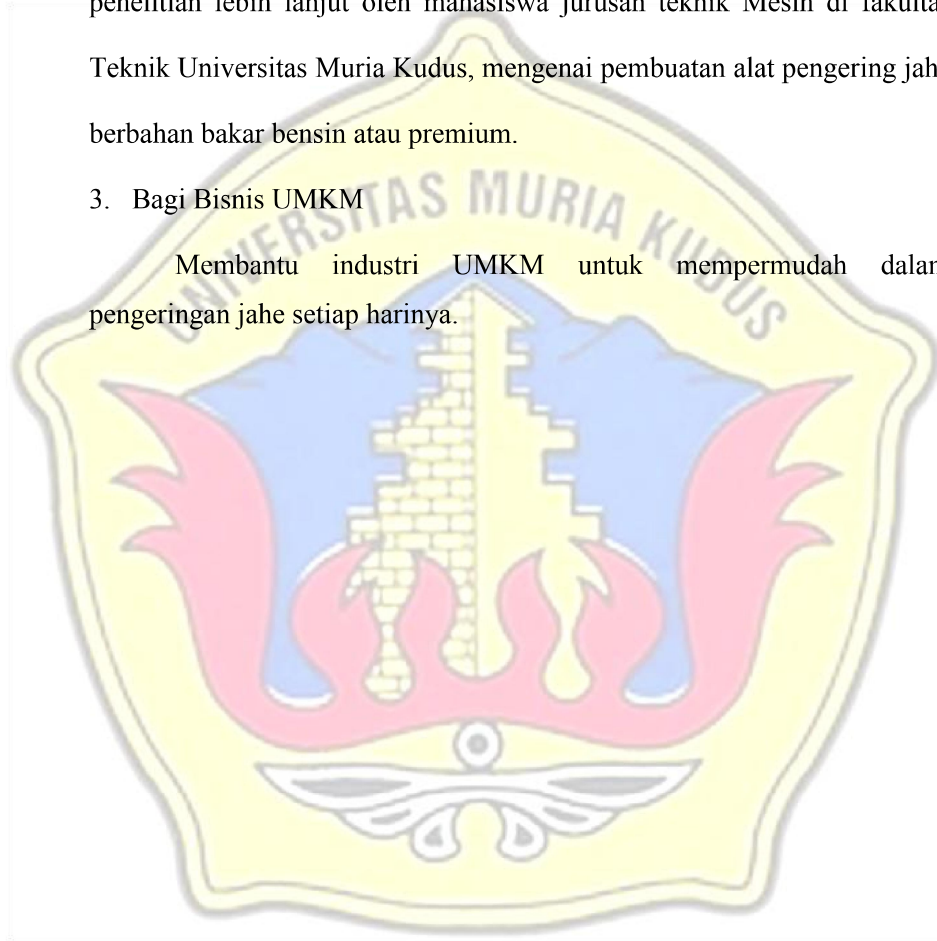 penelitian lebih lanjut oleh mahasiswa jurusan teknik Mesin di fakulta
Teknik Universitas Muria Kudus, mengenai pembuatan alat pengering jah
berbahan bakar bensin atau premium.
3. Bagi Bisnis UMKM
Membantu industri UMKM untuk mempermudah dalam
pengeringan jahe setiap harinya.
UNIVERSITAS MURIA KUDUS